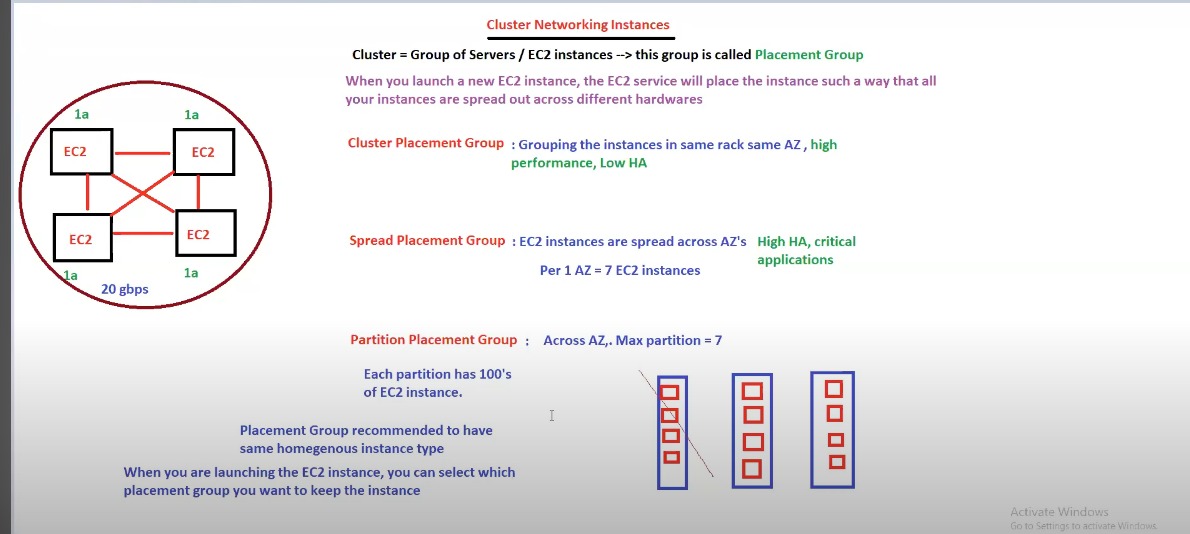 Cluster Networking Instances
Cluster = Group of Servers / EC2 instances --> this group is called Placement Group
When you launch a new EC2 instance, the EC2 service will place the instance such a way that all
your instances are spread out across different hardwares
1a
1a
EC2
EC2
EC2
EC2
1a
1a
20 gbps
Cluster Placement Group : Grouping the instances in same rack same AZ , high
performance, Low HA
Spread Placement Group : EC2 instances are spread across AZ's High HA, critical
applications
Per 1 AZ = 7 EC2 instances
Partition Placement Group : Across AZ,. Max partition = 7
Each partition has 100's
of EC2 instance.
Placement Group recommended to have
same homegenous instance type
When you are launching the EC2 instance, you can select which
placement group you want to keep the instance
Activate Windows
Go to Settings to activate Windows.